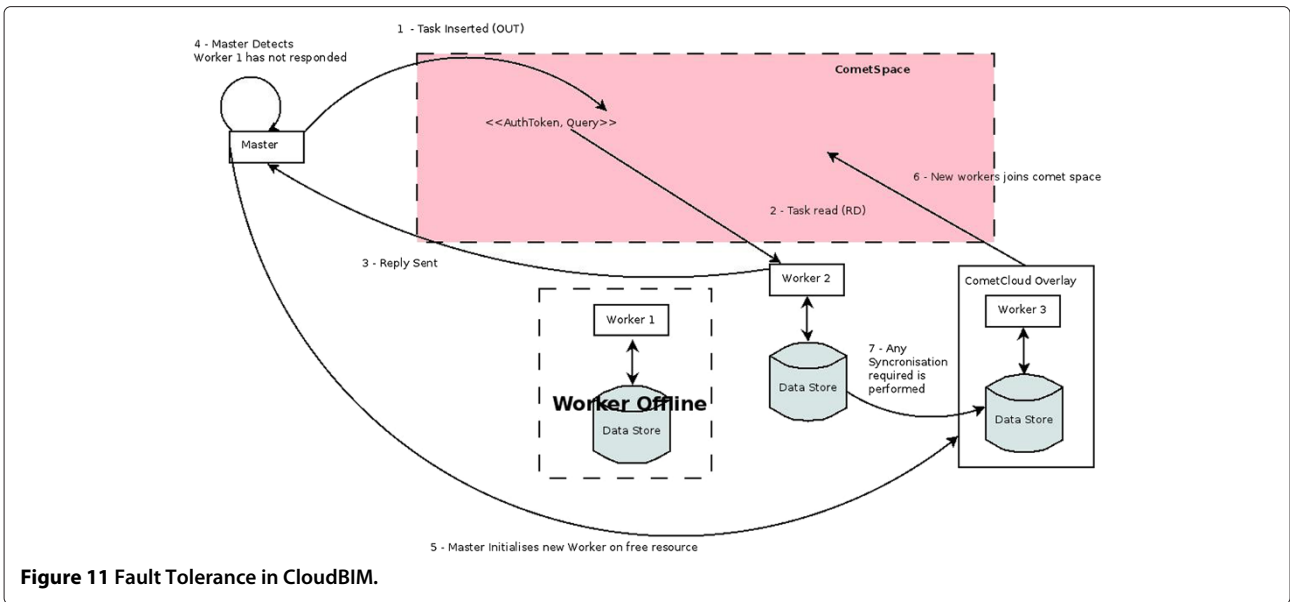 1 - Task Inserted (OUT)
4 - Master Detects
Worker 1 has not responded
CometSpace
<<AuthToken, Query>>
Master
6 - New workers joins comet space
2 - Task read (RD)
3 - Reply Sent
Worker 2
CometCloud Overlay
Worker 1
Worker 3
7 - Any
Syncronisation
required is
performed
Data Store
Worker Offline
Data Store
Data Store
5 - Master Initialises new Worker on free resource
Figure 11 Fault Tolerance in CloudBIM.